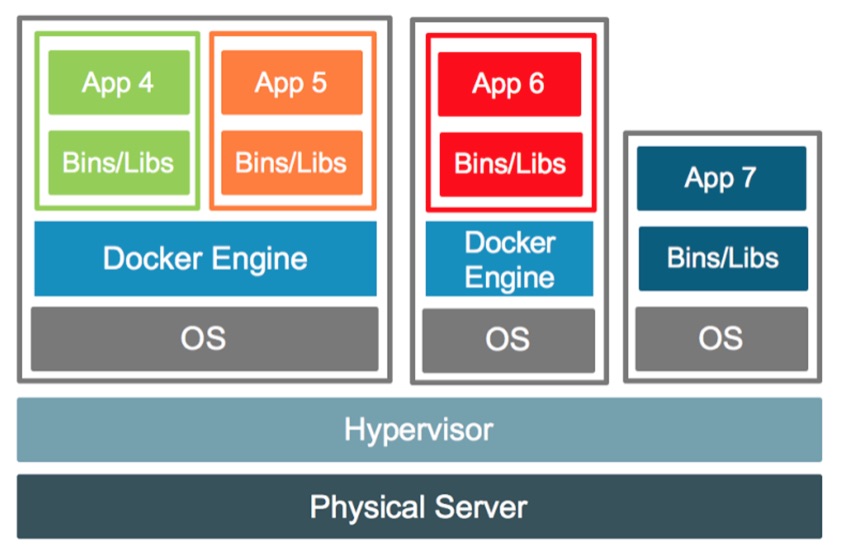 App 4
App 5
App 6
Bins/Libs
Bins/Libs
Bins/Libs
App 7
Docker Engine
Docker
Engine
Bins/Libs
OS
OS
OS
Hypervisor
Physical Server